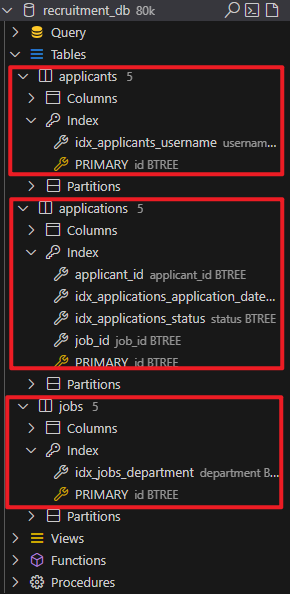 recruitment_db 80k
Query
Tables
applicants 5
Columns
Index
idx_applicants_username usernam...
PRIMARY id BTREE
Partitions
applications 5
Columns
Index
applicant_id applicant_id BTREE
idx_applications_application_date...
idx_applications_status status BTREE
job_id job_id BTREE
PRIMARY id BTREE
Partitions
jobs 5
Columns
Index
idx_jobs_department department B...
PRIMARY id BTREE
Partitions
Views
Functions
Procedures